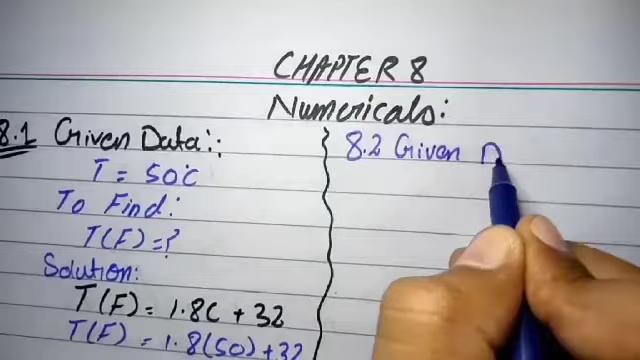 CHAPTER 8
Numericals:
8.1 Given Data:
T = 50°C
To Find:
T(F) = ?
Solution:
T(F) = 1.8C + 32
T(F) = 1.8(50) + 32
8.2 Given D